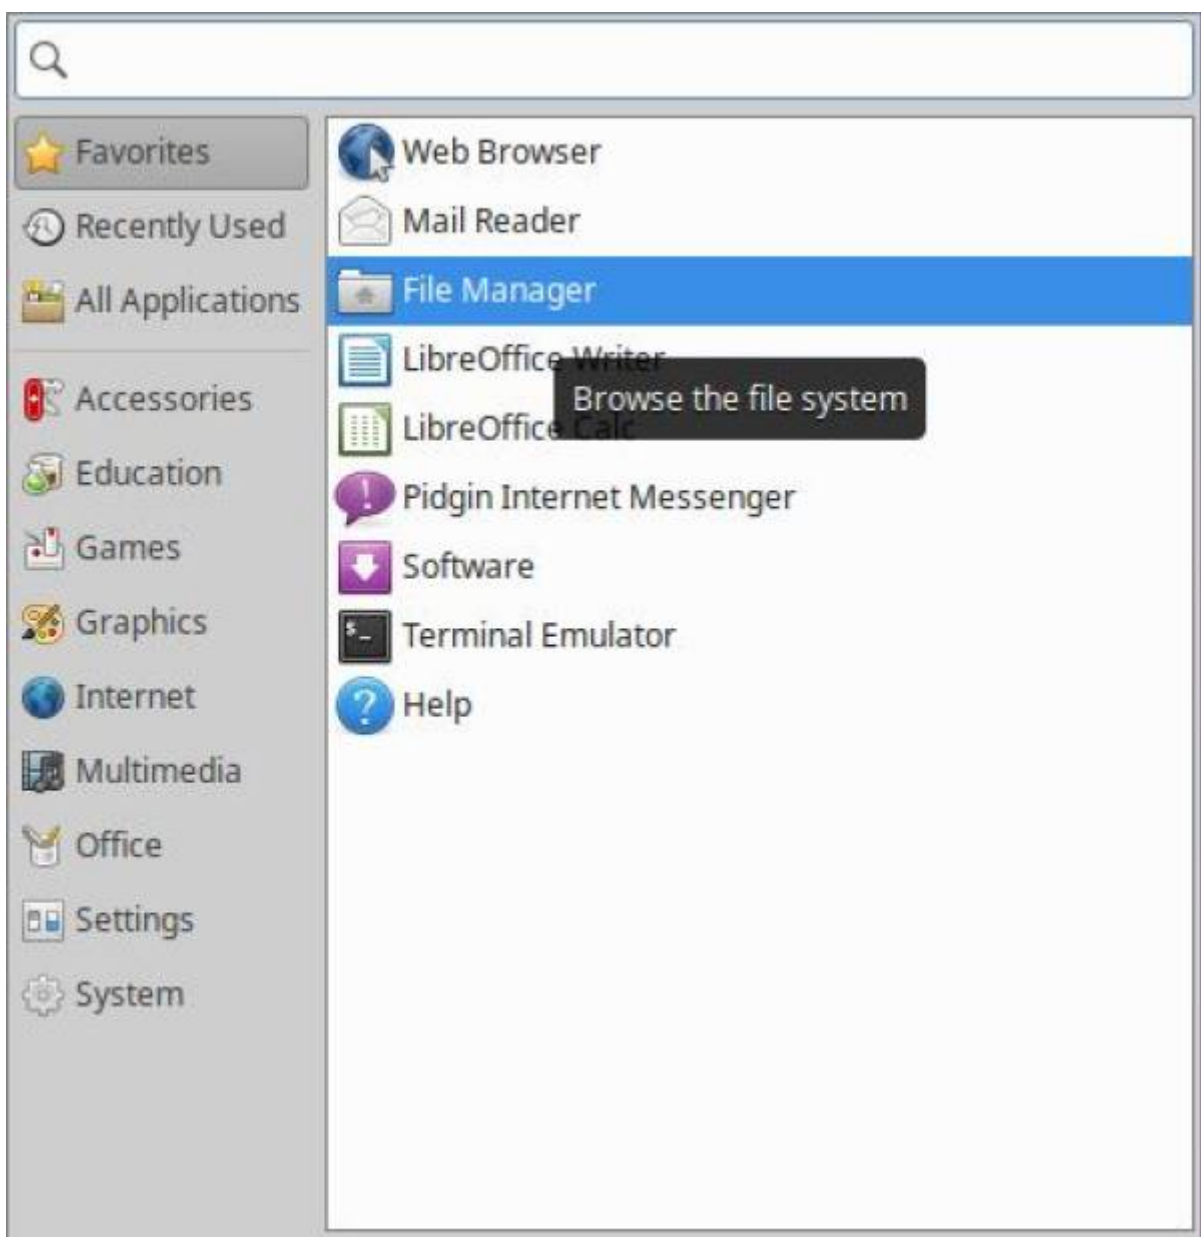 Favorites
Recently Used
All Applications
Accessories
Education
Games
Graphics
Internet
Multimedia
Office
Settings
System
Web Browser
Mail Reader
File Manager
LibreOffice Writer
Browse the file system
LibreOffice Calc
Pidgin Internet Messenger
Software
Terminal Emulator
Help